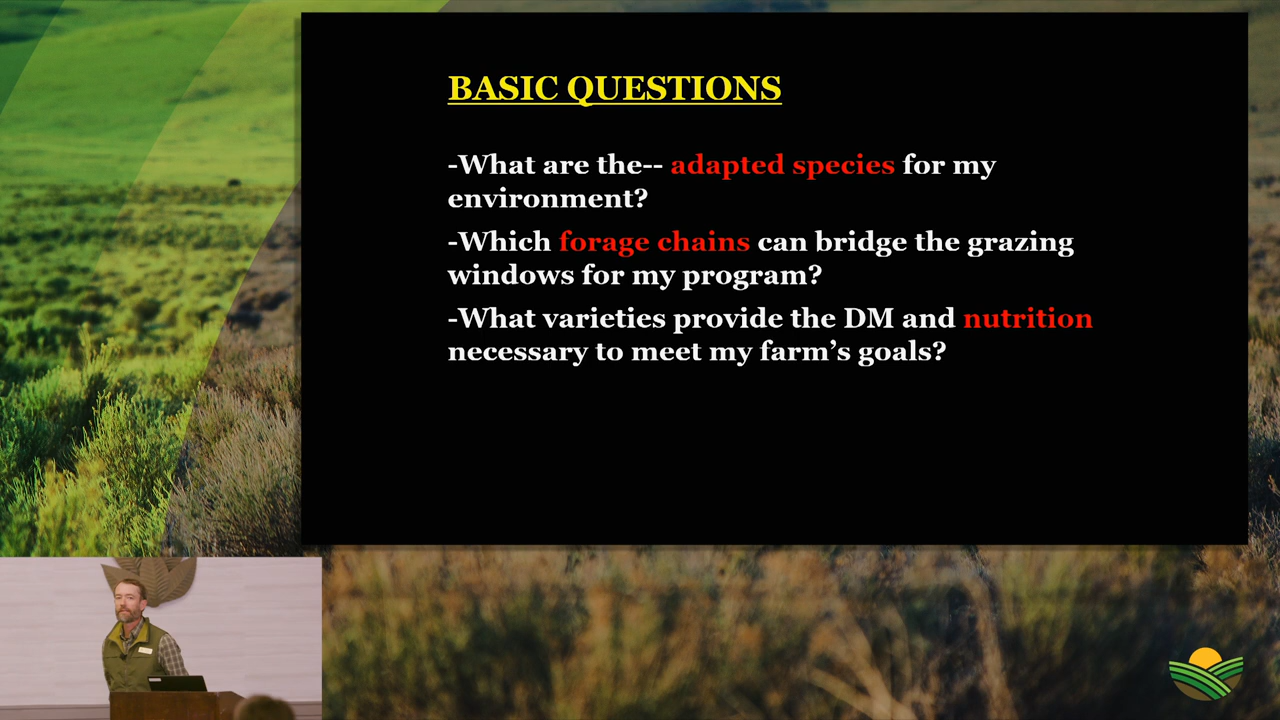 BASIC QUESTIONS
-What are the-- adapted species for my
environment?
-Which forage chains can bridge the grazing
windows for my program?
-What varieties provide the DM and nutrition
necessary to meet my farm’s goals?